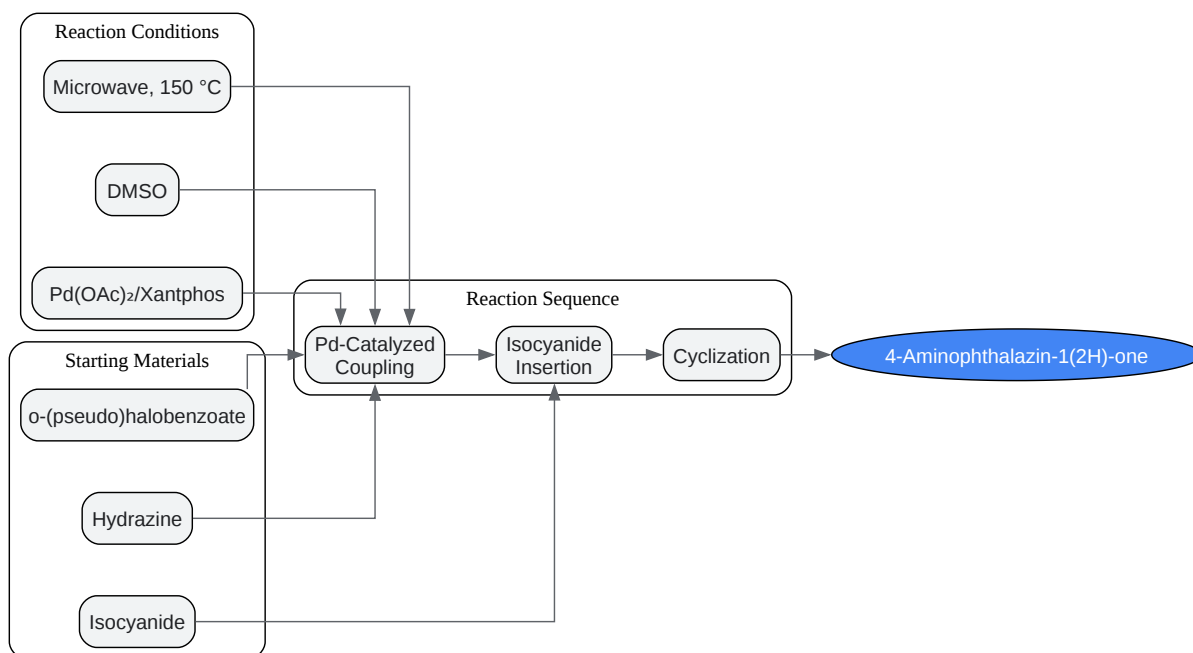 Reaction Conditions
Microwave, 150 °C
DMSO
Pd(OAc)₂/Xantphos
Starting Materials
o-(pseudo)halobenzoate
Hydrazine
Isocyanide
Reaction Sequence
Pd-Catalyzed
Coupling
Isocyanide
Insertion
Cyclization
4-Aminophthalazin-1(2H)-one